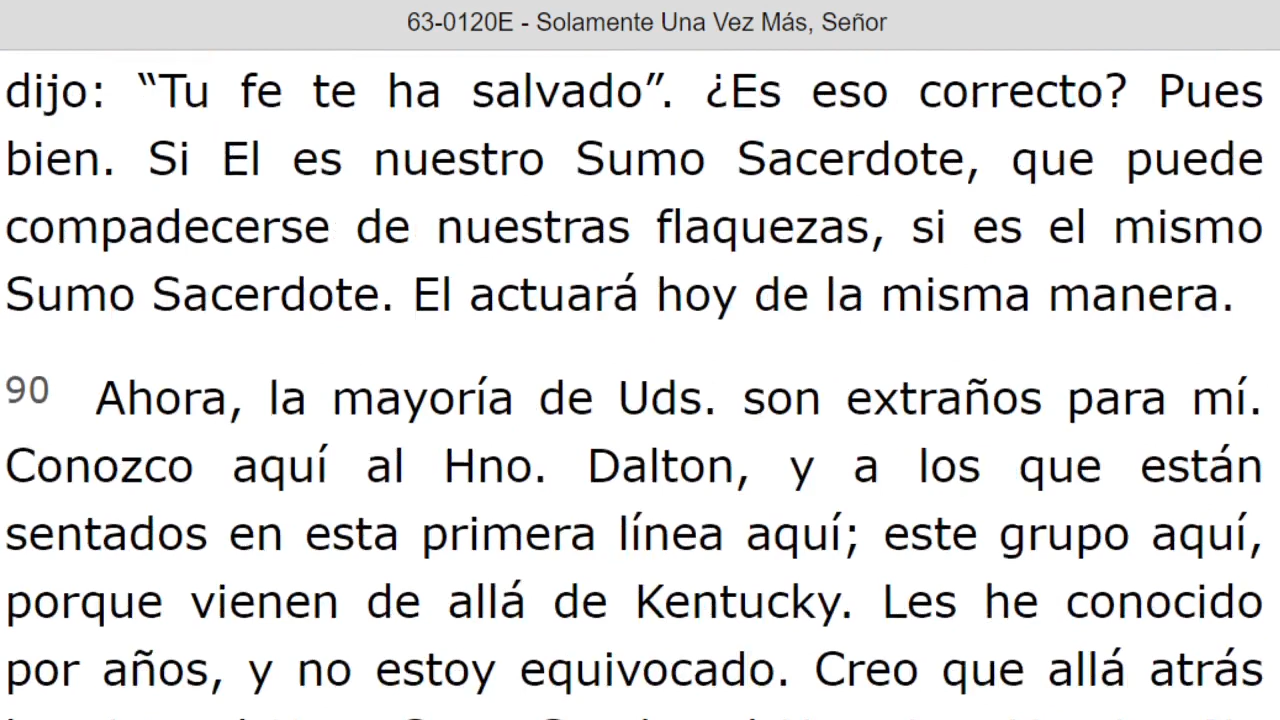 63-0120E - Solamente Una Vez Más, Señor
dijo: “Tu fe te ha salvado”. ¿Es eso correcto? Pues
bien. Si El es nuestro Sumo Sacerdote, que puede
compadecerse de nuestras flaquezas, si es el mismo
Sumo Sacerdote. El actuará hoy de la misma manera.
90 Ahora, la mayoría de Uds. son extraños para mí.
Conozco aquí al Hno. Dalton, y a los que están
sentados en esta primera línea aquí; este grupo aquí,
porque vienen de allá de Kentucky. Les he conocido
por años, y no estoy equivocado. Creo que allá atrás